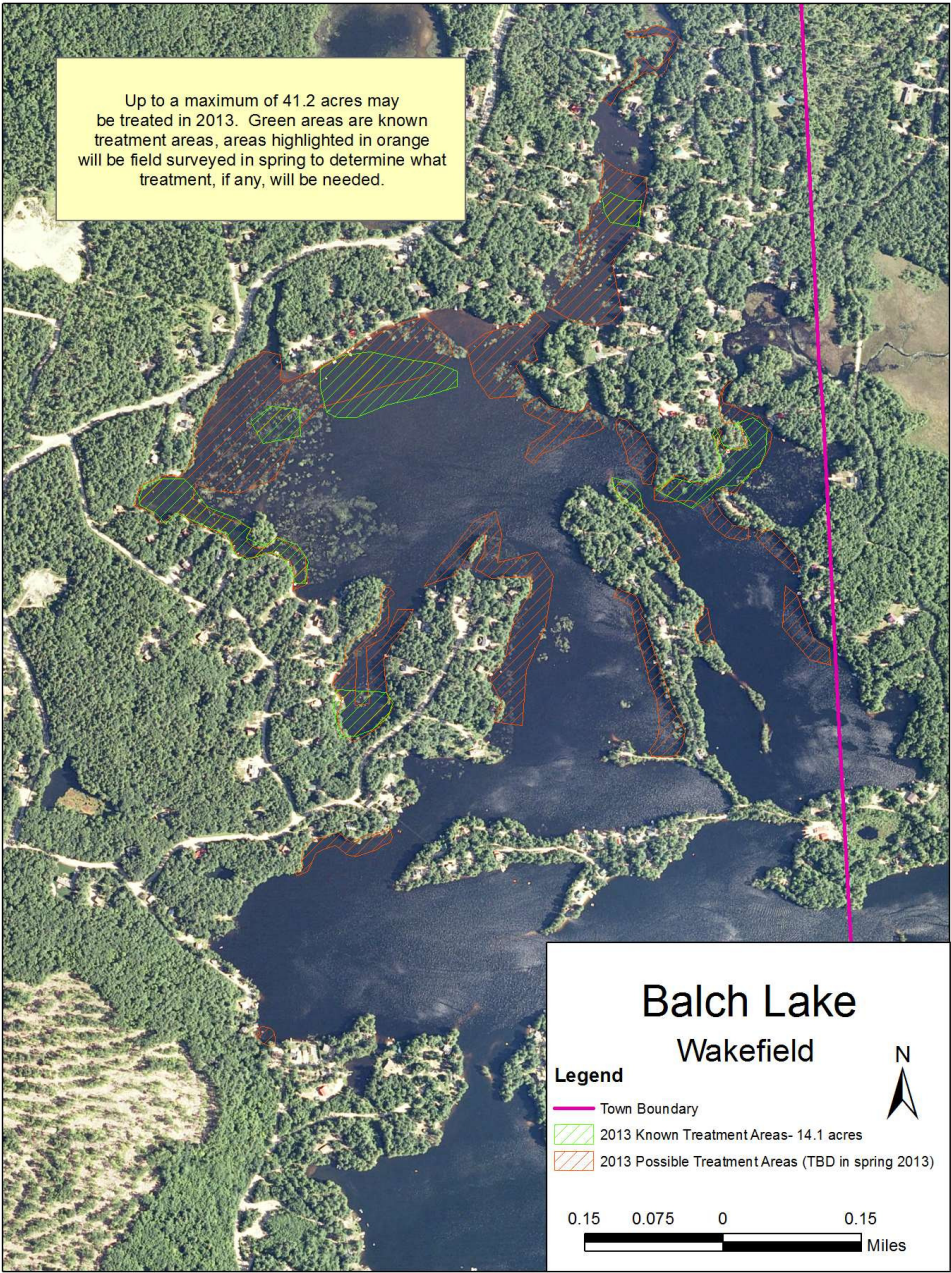 Up to a maximum of 41.2 acres may
be treated in 2013. Green areas are known
treatment areas, areas highlighted in orange
will be field surveyed in spring to determine what
treatment, if any, will be needed.
Balch Lake
Wakefield
N
Legend
Town Boundary
2013 Known Treatment Areas- 14.1 acres
2013 Possible Treatment Areas (TBD in spring 2013)
0.15 0.075 0 0.15
Miles